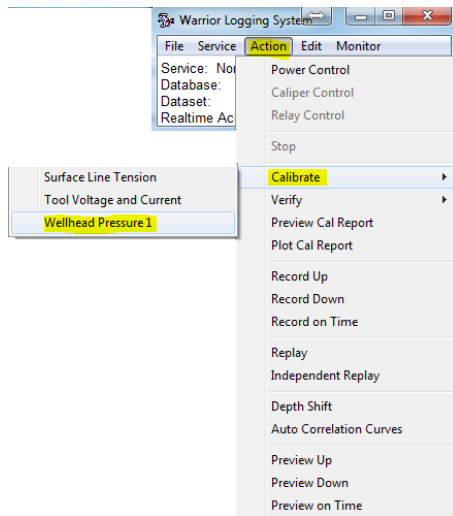 Warrior Logging System
File Service Action Edit Monitor
Service: Nor
Database:
Dataset:
Realtime Ac
Power Control
Caliper Control
Relay Control
Stop
Calibrate
Verify
Preview Cal Report
Plot Cal Report
Record Up
Record Down
Record on Time
Replay
Independent Replay
Depth Shift
Auto Correlation Curves
Preview Up
Preview Down
Preview on Time
Surface Line Tension
Tool Voltage and Current
Wellhead Pressure 1